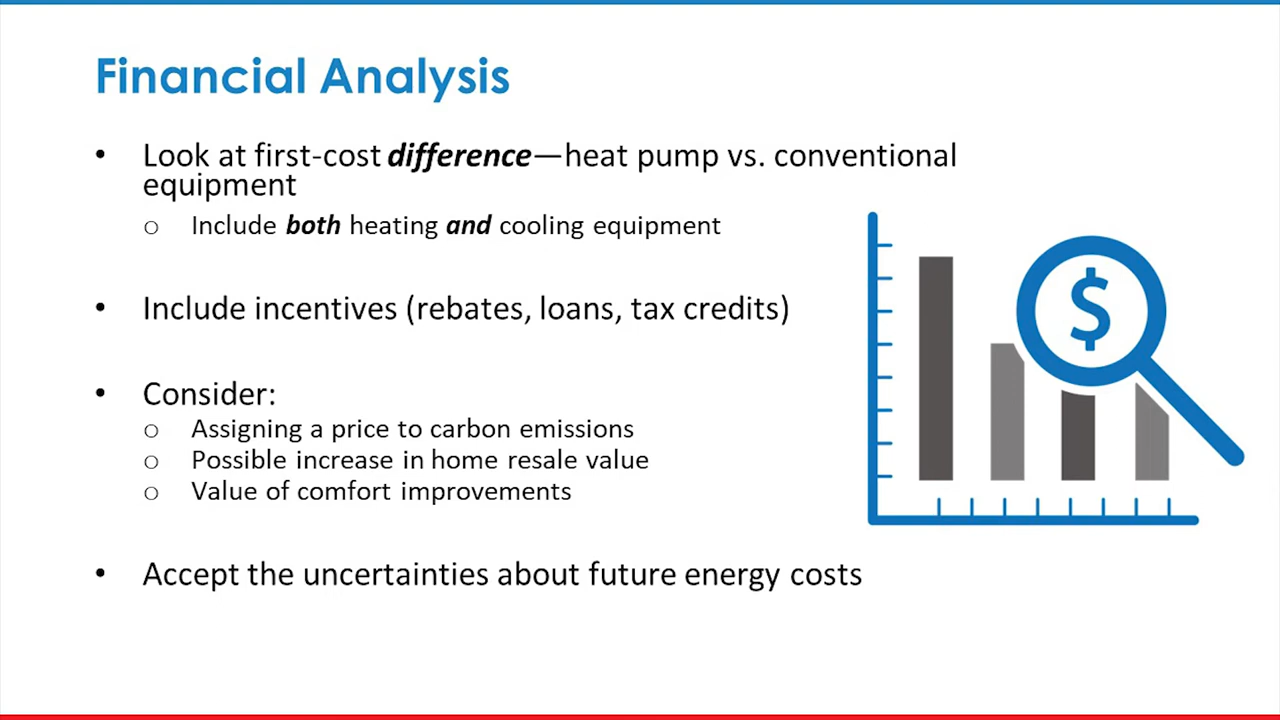 Financial Analysis
• Look at first-cost difference—heat pump vs. conventional
equipment
o Include both heating and cooling equipment
• Include incentives (rebates, loans, tax credits)
• Consider:
o Assigning a price to carbon emissions
o Possible increase in home resale value
o Value of comfort improvements
• Accept the uncertainties about future energy costs
$